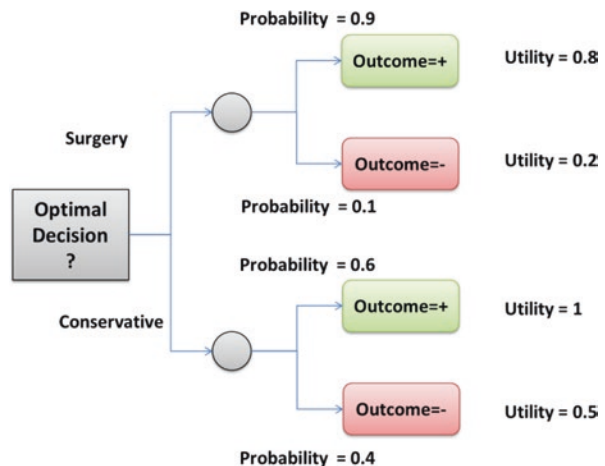 Probability = 0.9
Outcome=+
Utility = 0.8
Surgery
Outcome=-
Utility = 0.2
Probability = 0.1
Optimal
Decision
?
Probability = 0.6
Conservative
Outcome=+
Utility = 1
Outcome=-
Utility = 0.5
Probability = 0.4